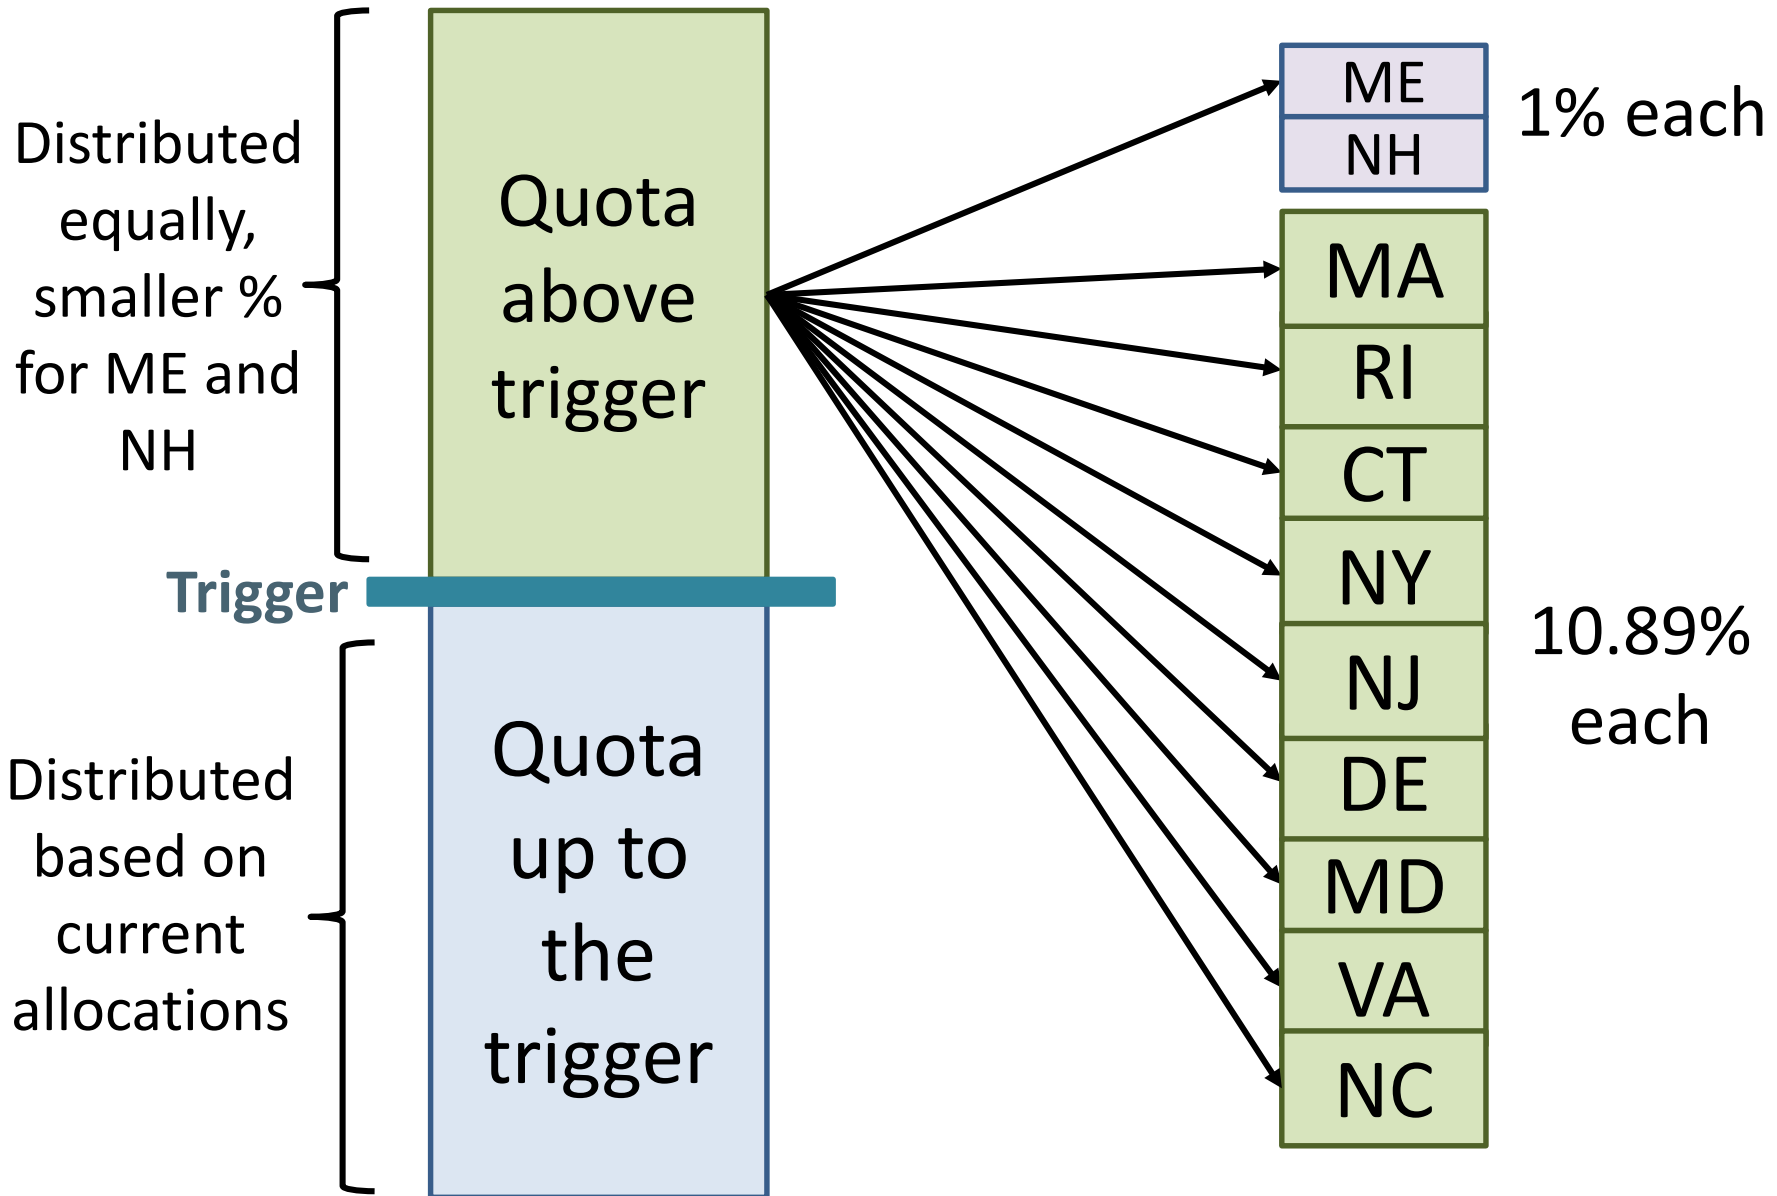 Distributed
equally,
smaller %
for ME and
NH
Quota
above
trigger
Trigger
Distributed
based on
current
allocations
Quota
up to
the
trigger
ME
NH
1% each
MA
RI
CT
NY
NJ
DE
MD
VA
NC
10.89%
each